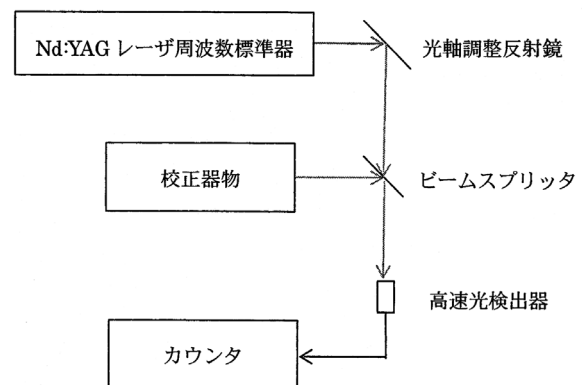 Nd:YAG レーザ周波数標準器
光軸調整反射鏡
校正器物
ビームスプリッタ
高速光検出器
カウンタ